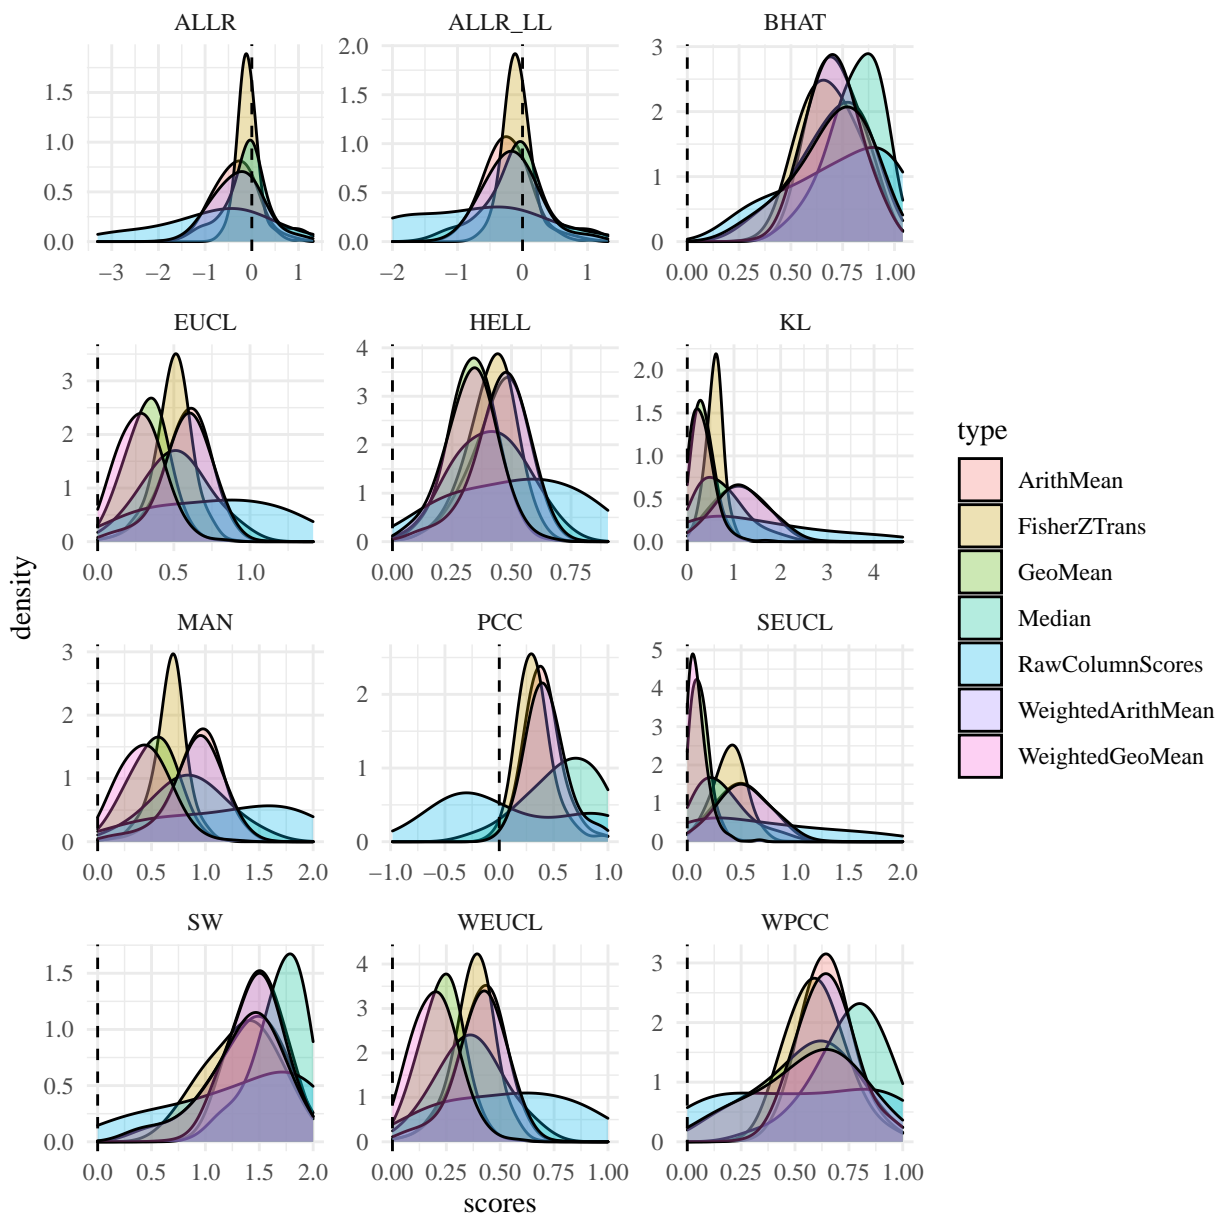 ALLR ALLR_LL BHAT
0.0 0.5 1.0 1.5
−3 −2 −1 0 1
0.0 0.5 1.0 1.5 2.0
−2 −1 0 1
0 1 2 3
0.00 0.25 0.50 0.75 1.00
EUCL HELL KL
0 1 2 3
0.0 0.5 1.0
0 1 2 3 4
0.00 0.25 0.50 0.75
0.0 0.5 1.0 1.5 2.0
0 1 2 3 4
MAN PCC SEUCL
0 1 2 3
0.0 0.5 1.0 1.5 2.0
0 1 2
−1.0 −0.5 0.0 0.5 1.0
0 1 2 3 4 5
0.0 0.5 1.0 1.5 2.0
SW WEUCL WPCC
0.0 0.5 1.0 1.5
0.0 0.5 1.0 1.5 2.0
0 1 2 3 4
0.00 0.25 0.50 0.75 1.00
0 1 2 3
0.00 0.25 0.50 0.75 1.00
density
scores
type
ArithMean
FisherZTrans
GeoMean
Median
RawColumnScores
WeightedArithMean
WeightedGeoMean